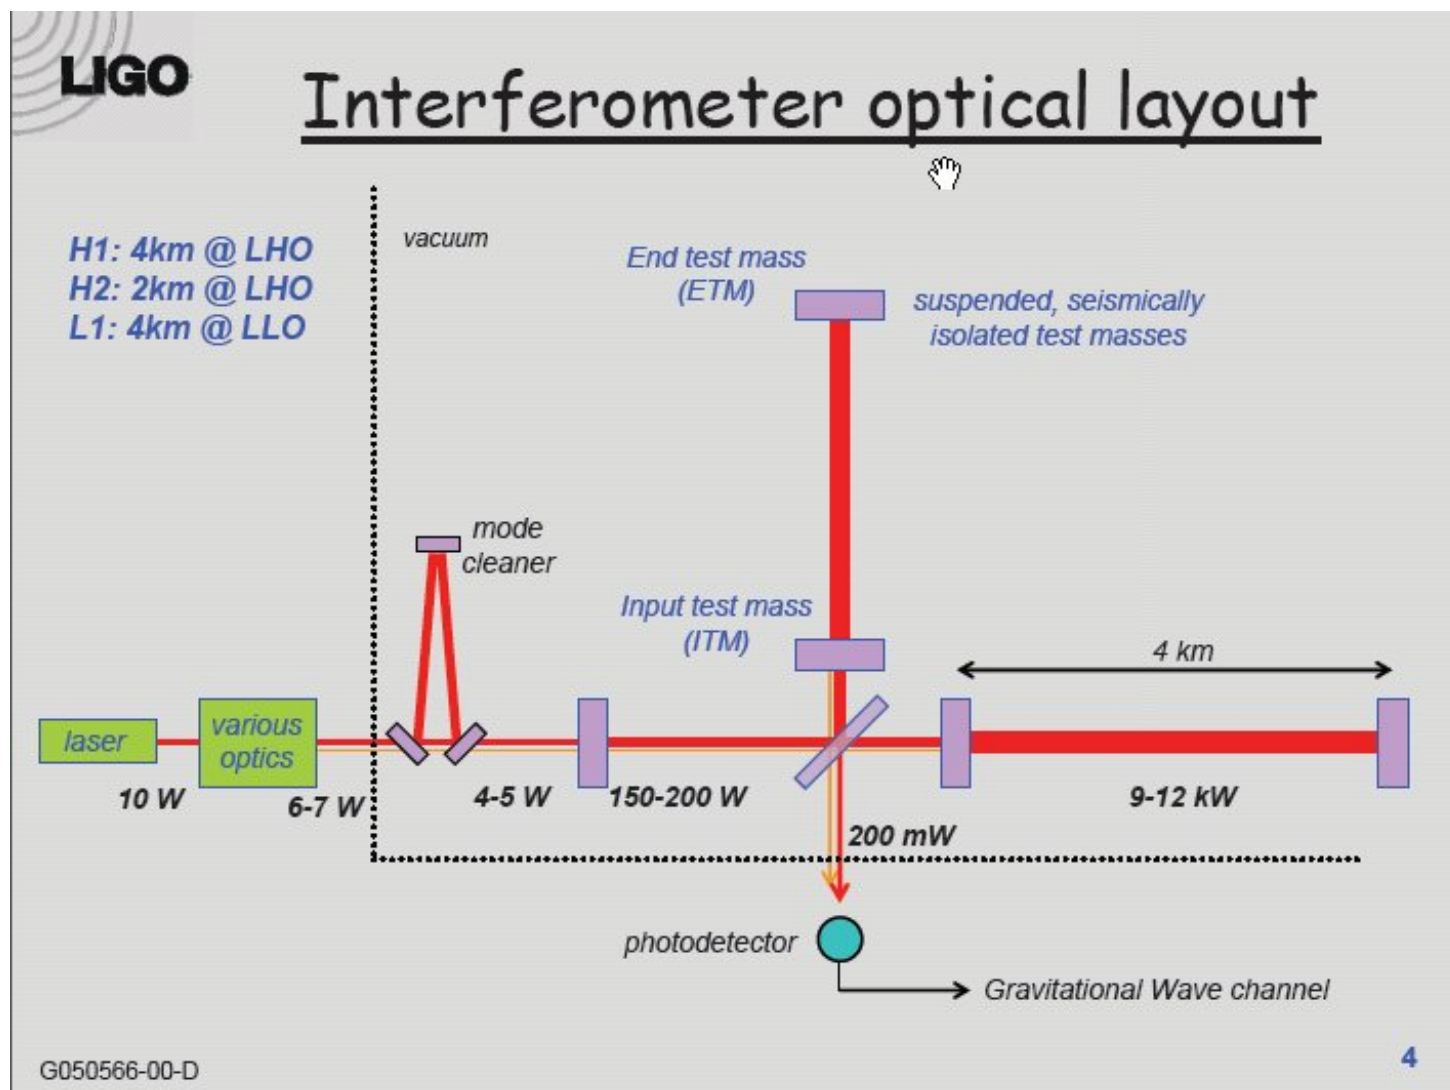 LIGO
Interferometer optical layout
H1: 4km @ LHO
H2: 2km @ LHO
L1: 4km @ LLO
vacuum
End test mass
(ETM)
suspended, seismically
isolated test masses
mode
cleaner
Input test mass
(ITM)
4 km
laser
various
optics
10 W
6-7 W
4-5 W
150-200 W
9-12 kW
200 mW
photodetector
Gravitational Wave channel
G050566-00-D
4